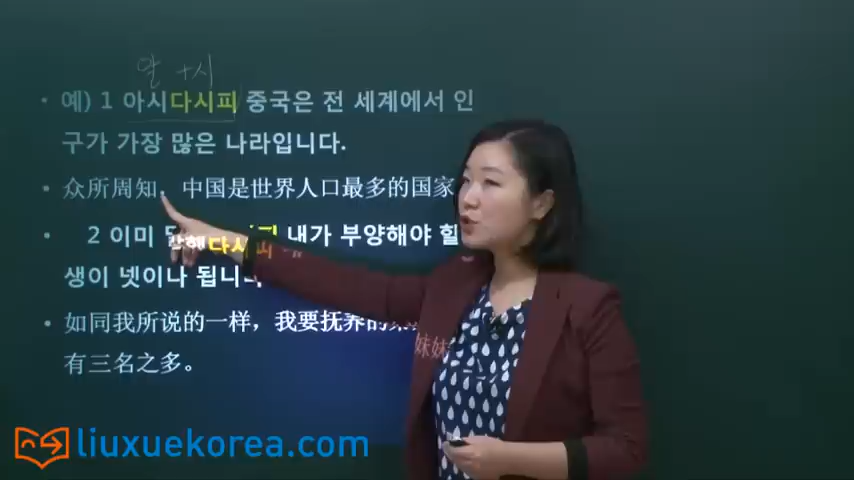 알 +시
예) 1 아시다시피 중국은 전 세계에서 인
구가 가장 많은 나라입니다.
众所周知，中国是世界人口最多的国家
2 이미 내가 부양해야 할
생이 넷이나 됩니다
如同我所说的一样，我要抚养的
妹妹
有三名之多。
liuxuekorea.com